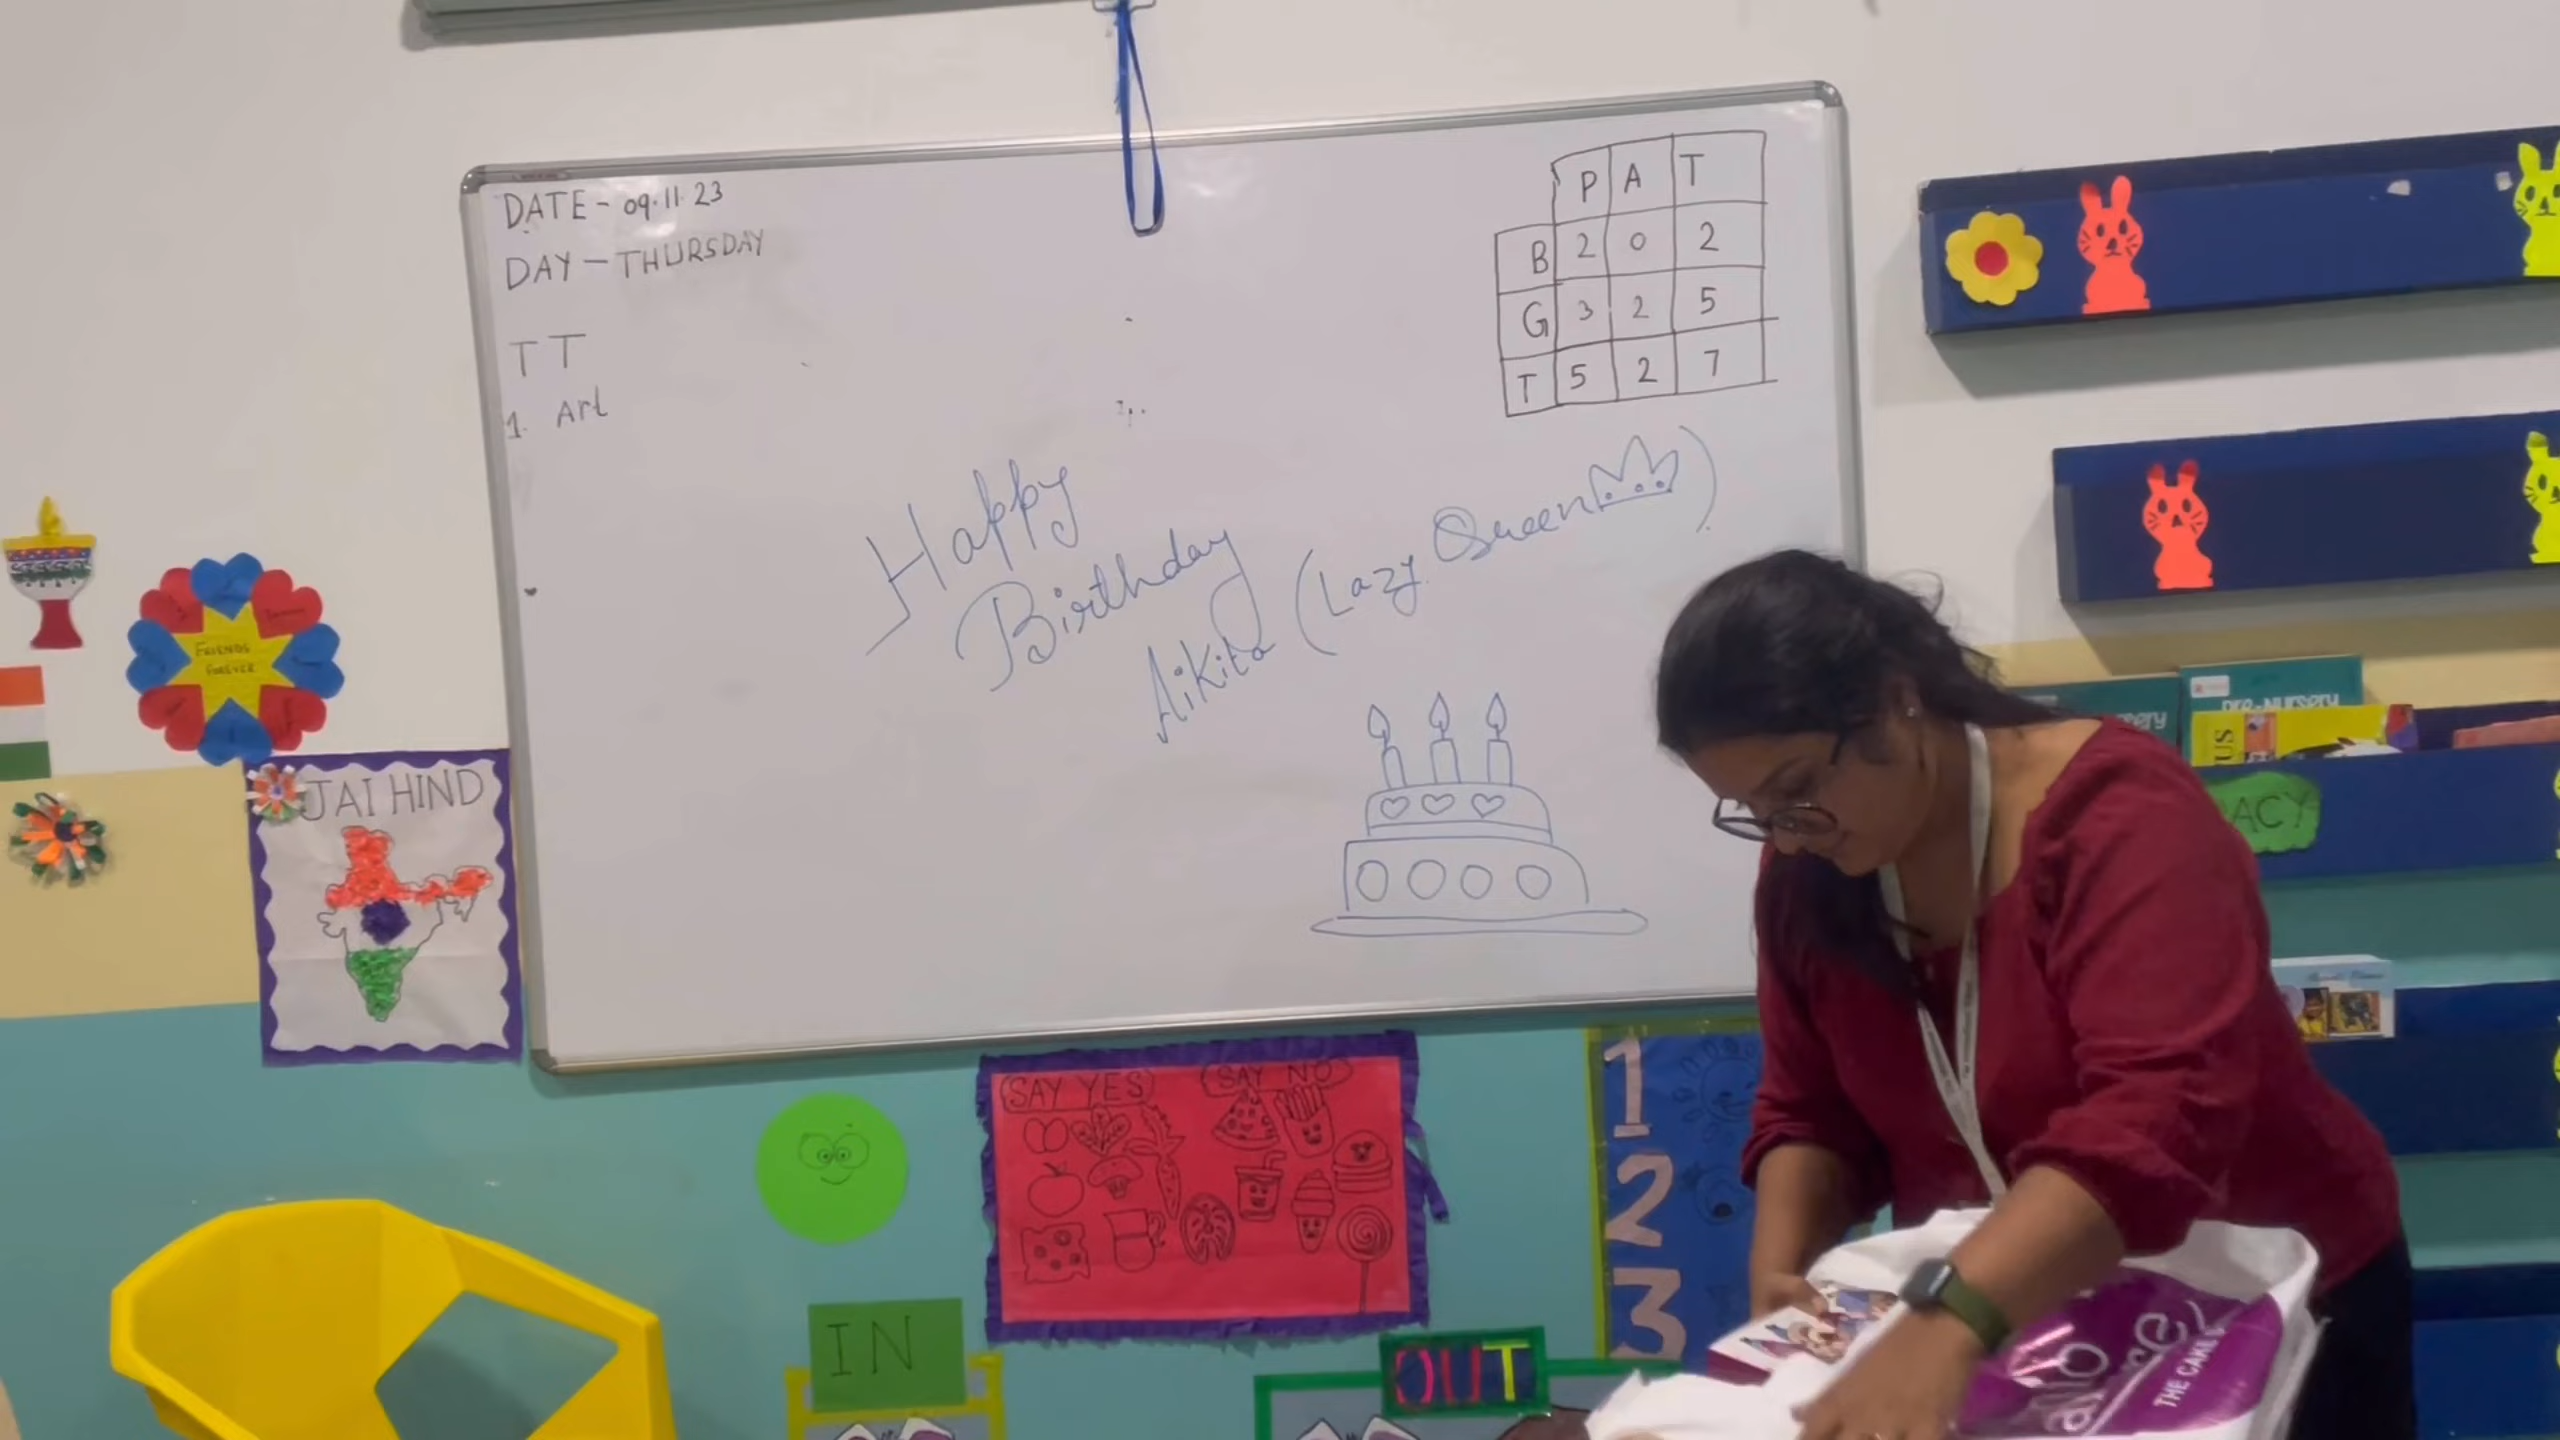 DATE - 09.11.23
DAY - THURSDAY
TT
1. Art
P A T
B 2 0 2
G 3 2 5
T 5 2 7
Happy
Birthday
Aikita (Lazy Queen)
FRIENDS
FOREVER
JAI HIND
SAY YES
SAY NO
IN
OUT
1
2
3
PRE-NURSERY
THE CAKE